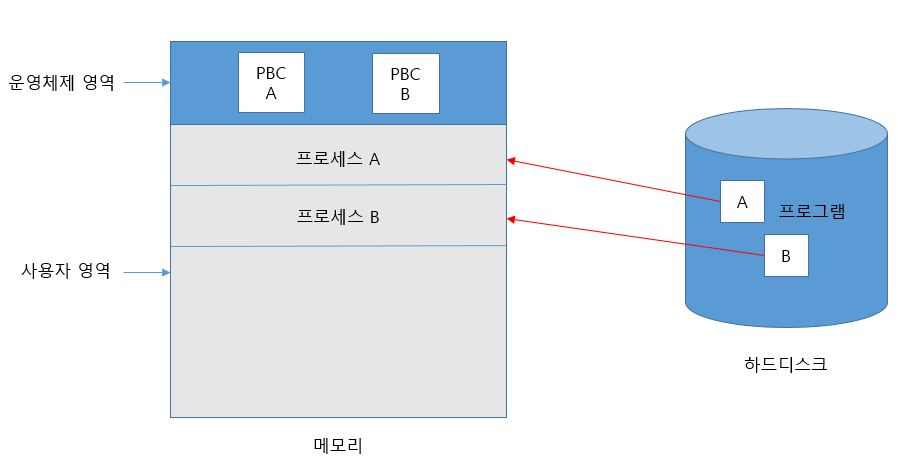 운영체제 영역
PBC
A
PBC
B
프로세스 A
프로세스 B
사용자 영역
메모리
A
프로그램
B
하드디스크